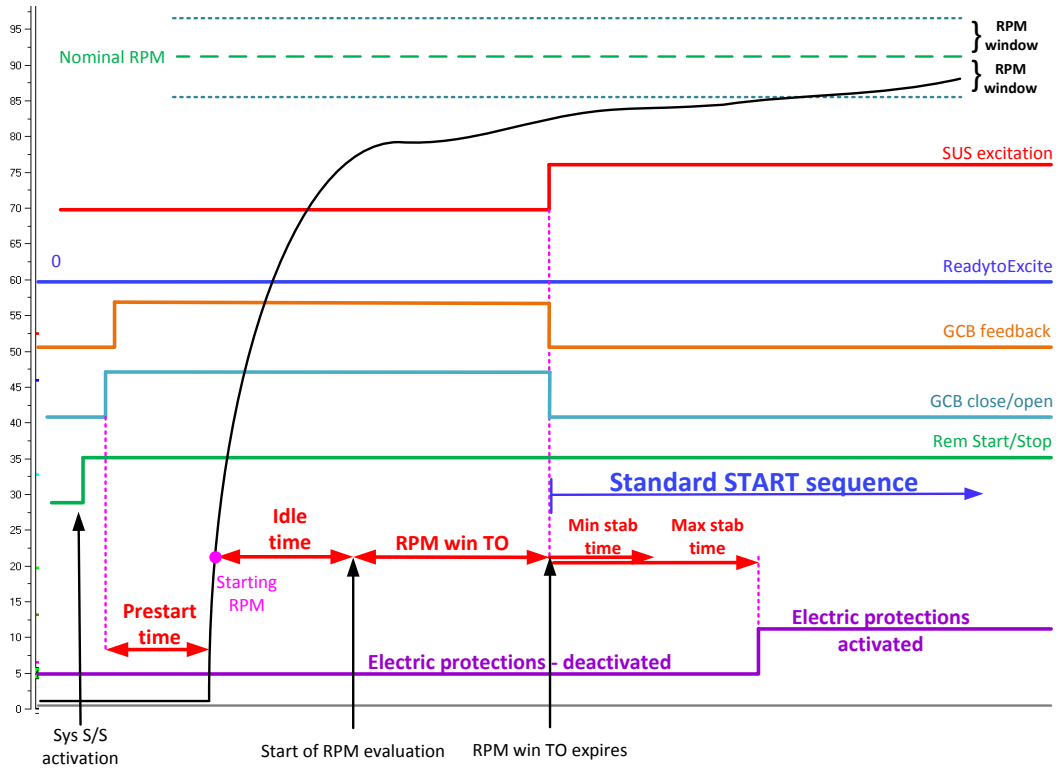 95
90
85
80
75
70
65
60
55
50
45
40
35
30
25
20
15
10
5
0
RPM
window
Nominal RPM
RPM
window
SUS excitation
0
ReadytoExcite
GCB feedback
GCB close/open
Rem Start/Stop
Standard START sequence
Idle
time
RPM win TO
Min stab
time
Max stab
time
Starting
RPM
Prestart
time
Electric protections
activated
Electric protections - deactivated
Sys S/S
activation
Start of RPM evaluation
RPM win TO expires